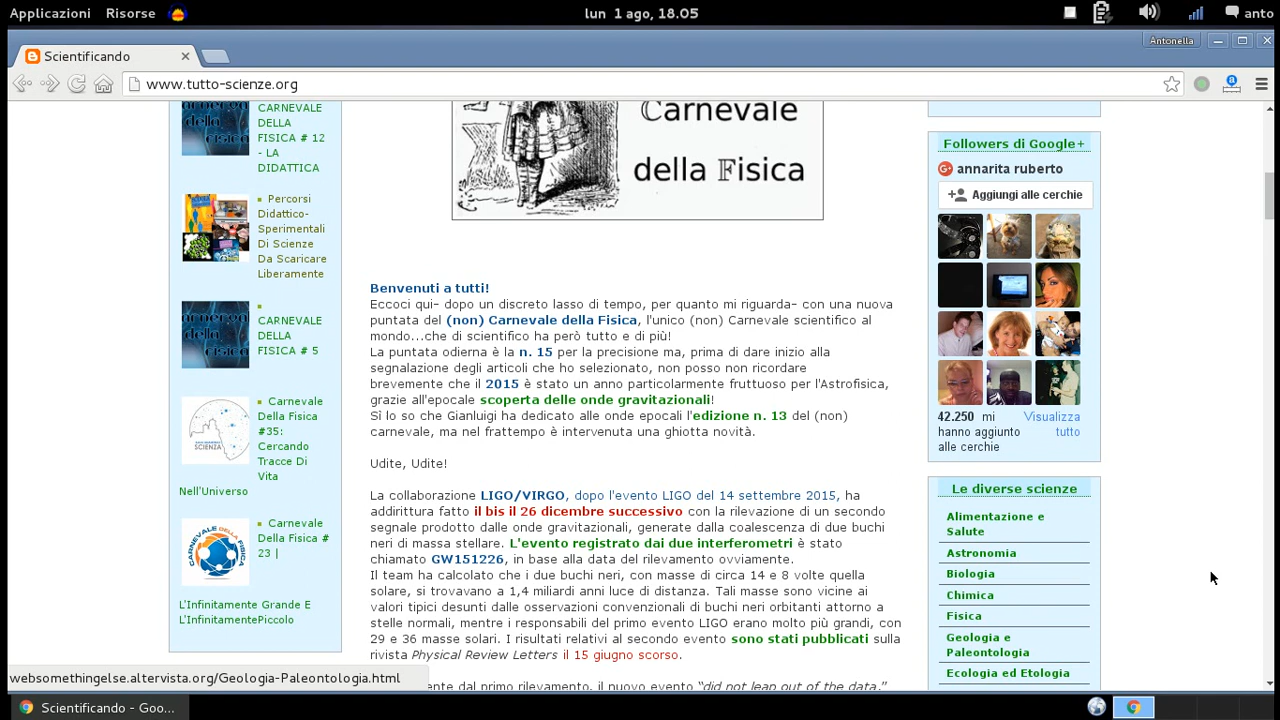 Applicazioni Risorse lun 1 ago, 18.05 anto
Scientificando Antonella
www.tutto-scienze.org
CARNEVALE
DELLA
FISICA # 12
- LA
DIDATTICA
Percorsi
Didattico-
Sperimentali
Di Scienze
Da Scaricare
Liberamente
CARNEVALE
DELLA
FISICA # 5
Carnevale
Della Fisica
#35:
Cercando
Tracce Di
Vita
Nell'Universo
Carnevale
Della Fisica #
23 |
L'Infinitamente Grande E
L'InfinitamentePiccolo
Carnevale
della Fisica
Benvenuti a tutti!
Eccoci qui- dopo un discreto lasso di tempo, per quanto mi riguarda- con una nuova
puntata del (non) Carnevale della Fisica, l'unico (non) Carnevale scientifico al
mondo...che di scientifico ha però tutto e di più!
La puntata odierna è la n. 15 per la precisione ma, prima di dare inizio alla
segnalazione degli articoli che ho selezionato, non posso non ricordare
brevemente che il 2015 è stato un anno particolarmente fruttuoso per l'Astrofisica,
grazie all'epocale scoperta delle onde gravitazionali!
Sì lo so che Gianluigi ha dedicato alle onde epocali l'edizione n. 13 del (non)
carnevale, ma nel frattempo è intervenuta una ghiotta novità.
Udite, Udite!
La collaborazione LIGO/VIRGO, dopo l'evento LIGO del 14 settembre 2015, ha
addirittura fatto il bis il 26 dicembre successivo con la rilevazione di un secondo
segnale prodotto dalle onde gravitazionali, generate dalla coalescenza di due buchi
neri di massa stellare. L'evento registrato dai due interferometri è stato
chiamato GW151226, in base alla data del rilevamento ovviamente.
Il team ha calcolato che i due buchi neri, con masse di circa 14 e 8 volte quella
solare, si trovavano a 1,4 miliardi anni luce di distanza. Tali masse sono vicine ai
valori tipici desunti dalle osservazioni convenzionali di buchi neri orbitanti attorno a
stelle normali, mentre i responsabili del primo evento LIGO erano molto più grandi, con
29 e 36 masse solari. I risultati relativi al secondo evento sono stati pubblicati sulla
rivista Physical Review Letters il 15 giugno scorso.
dal primo rilevamento, il nuovo evento "did not leap out of the data,"
Followers di Google+
annarita ruberto
Aggiungi alle cerchie
42.250 mi Visualizza
hanno aggiunto tutto
alle cerchie
Le diverse scienze
Alimentazione e
Salute
Astronomia
Biologia
Chimica
Fisica
Geologia e
Paleontologia
Ecologia ed Etologia
websomethingelse.altervista.org/Geologia-Paleontologia.html
Scientificando - Goo...